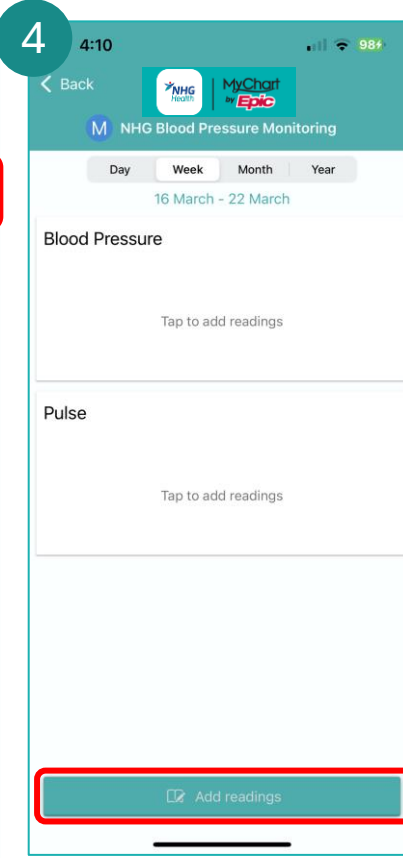 4
4:10
98
Back
NHG
Health
MyChart
by Epic
M NHG Blood Pressure Monitoring
Day Week Month Year
16 March - 22 March
Blood Pressure
Tap to add readings
Pulse
Tap to add readings
Add readings